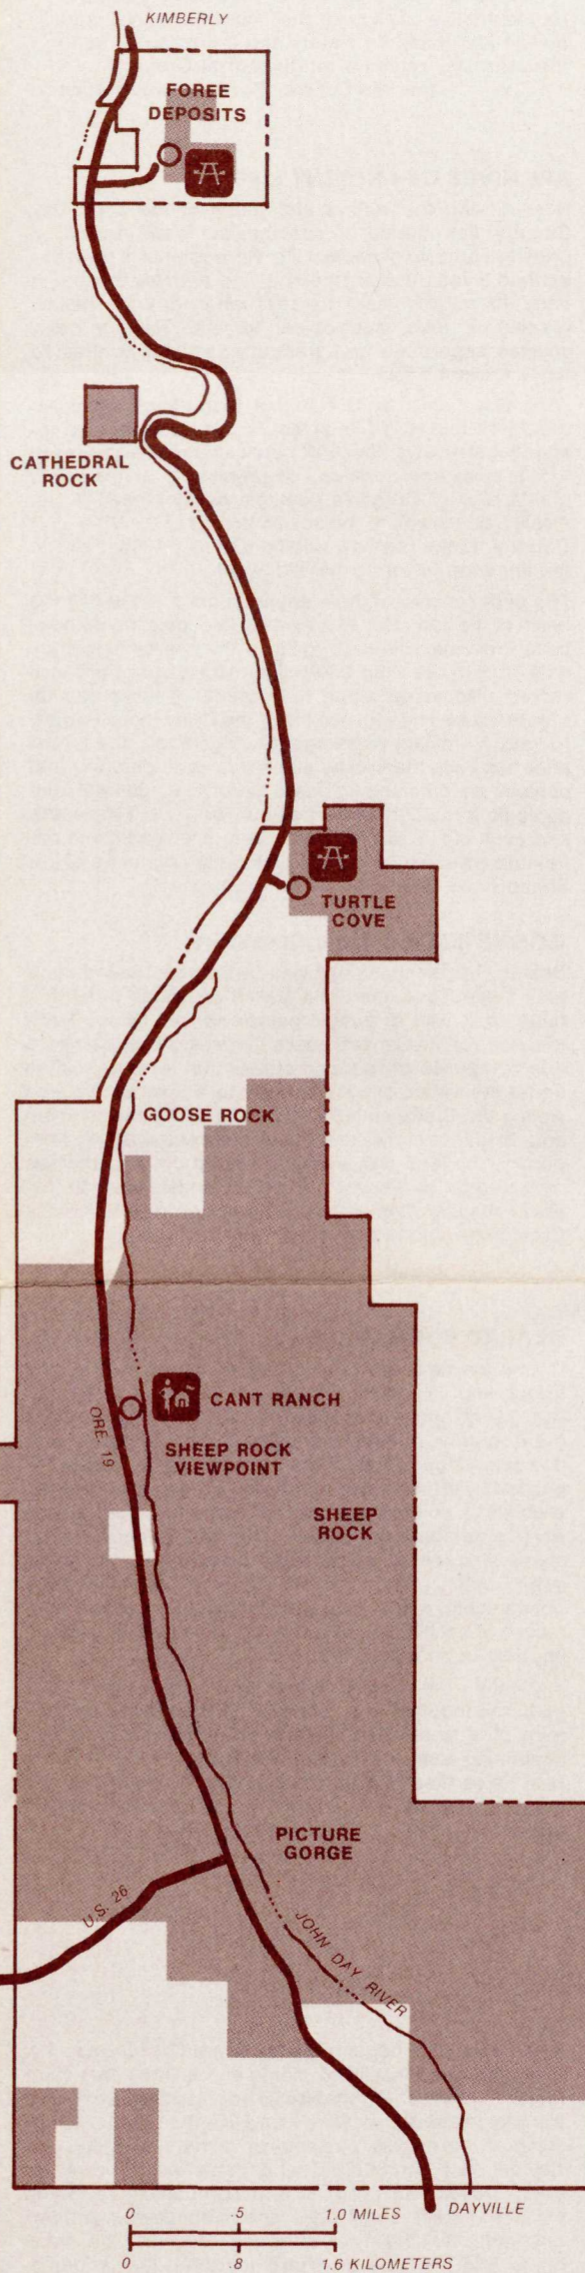 KIMBERLY
FOREE
DEPOSITS
CATHEDRAL
ROCK
TURTLE
COVE
GOOSE ROCK
CANT RANCH
ORE. 19
SHEEP ROCK
VIEWPOINT
SHEEP
ROCK
PICTURE
GORGE
U.S. 26
JOHN DAY RIVER
DAYVILLE
0 .5 1.0 MILES
0 .8 1.6 KILOMETERS